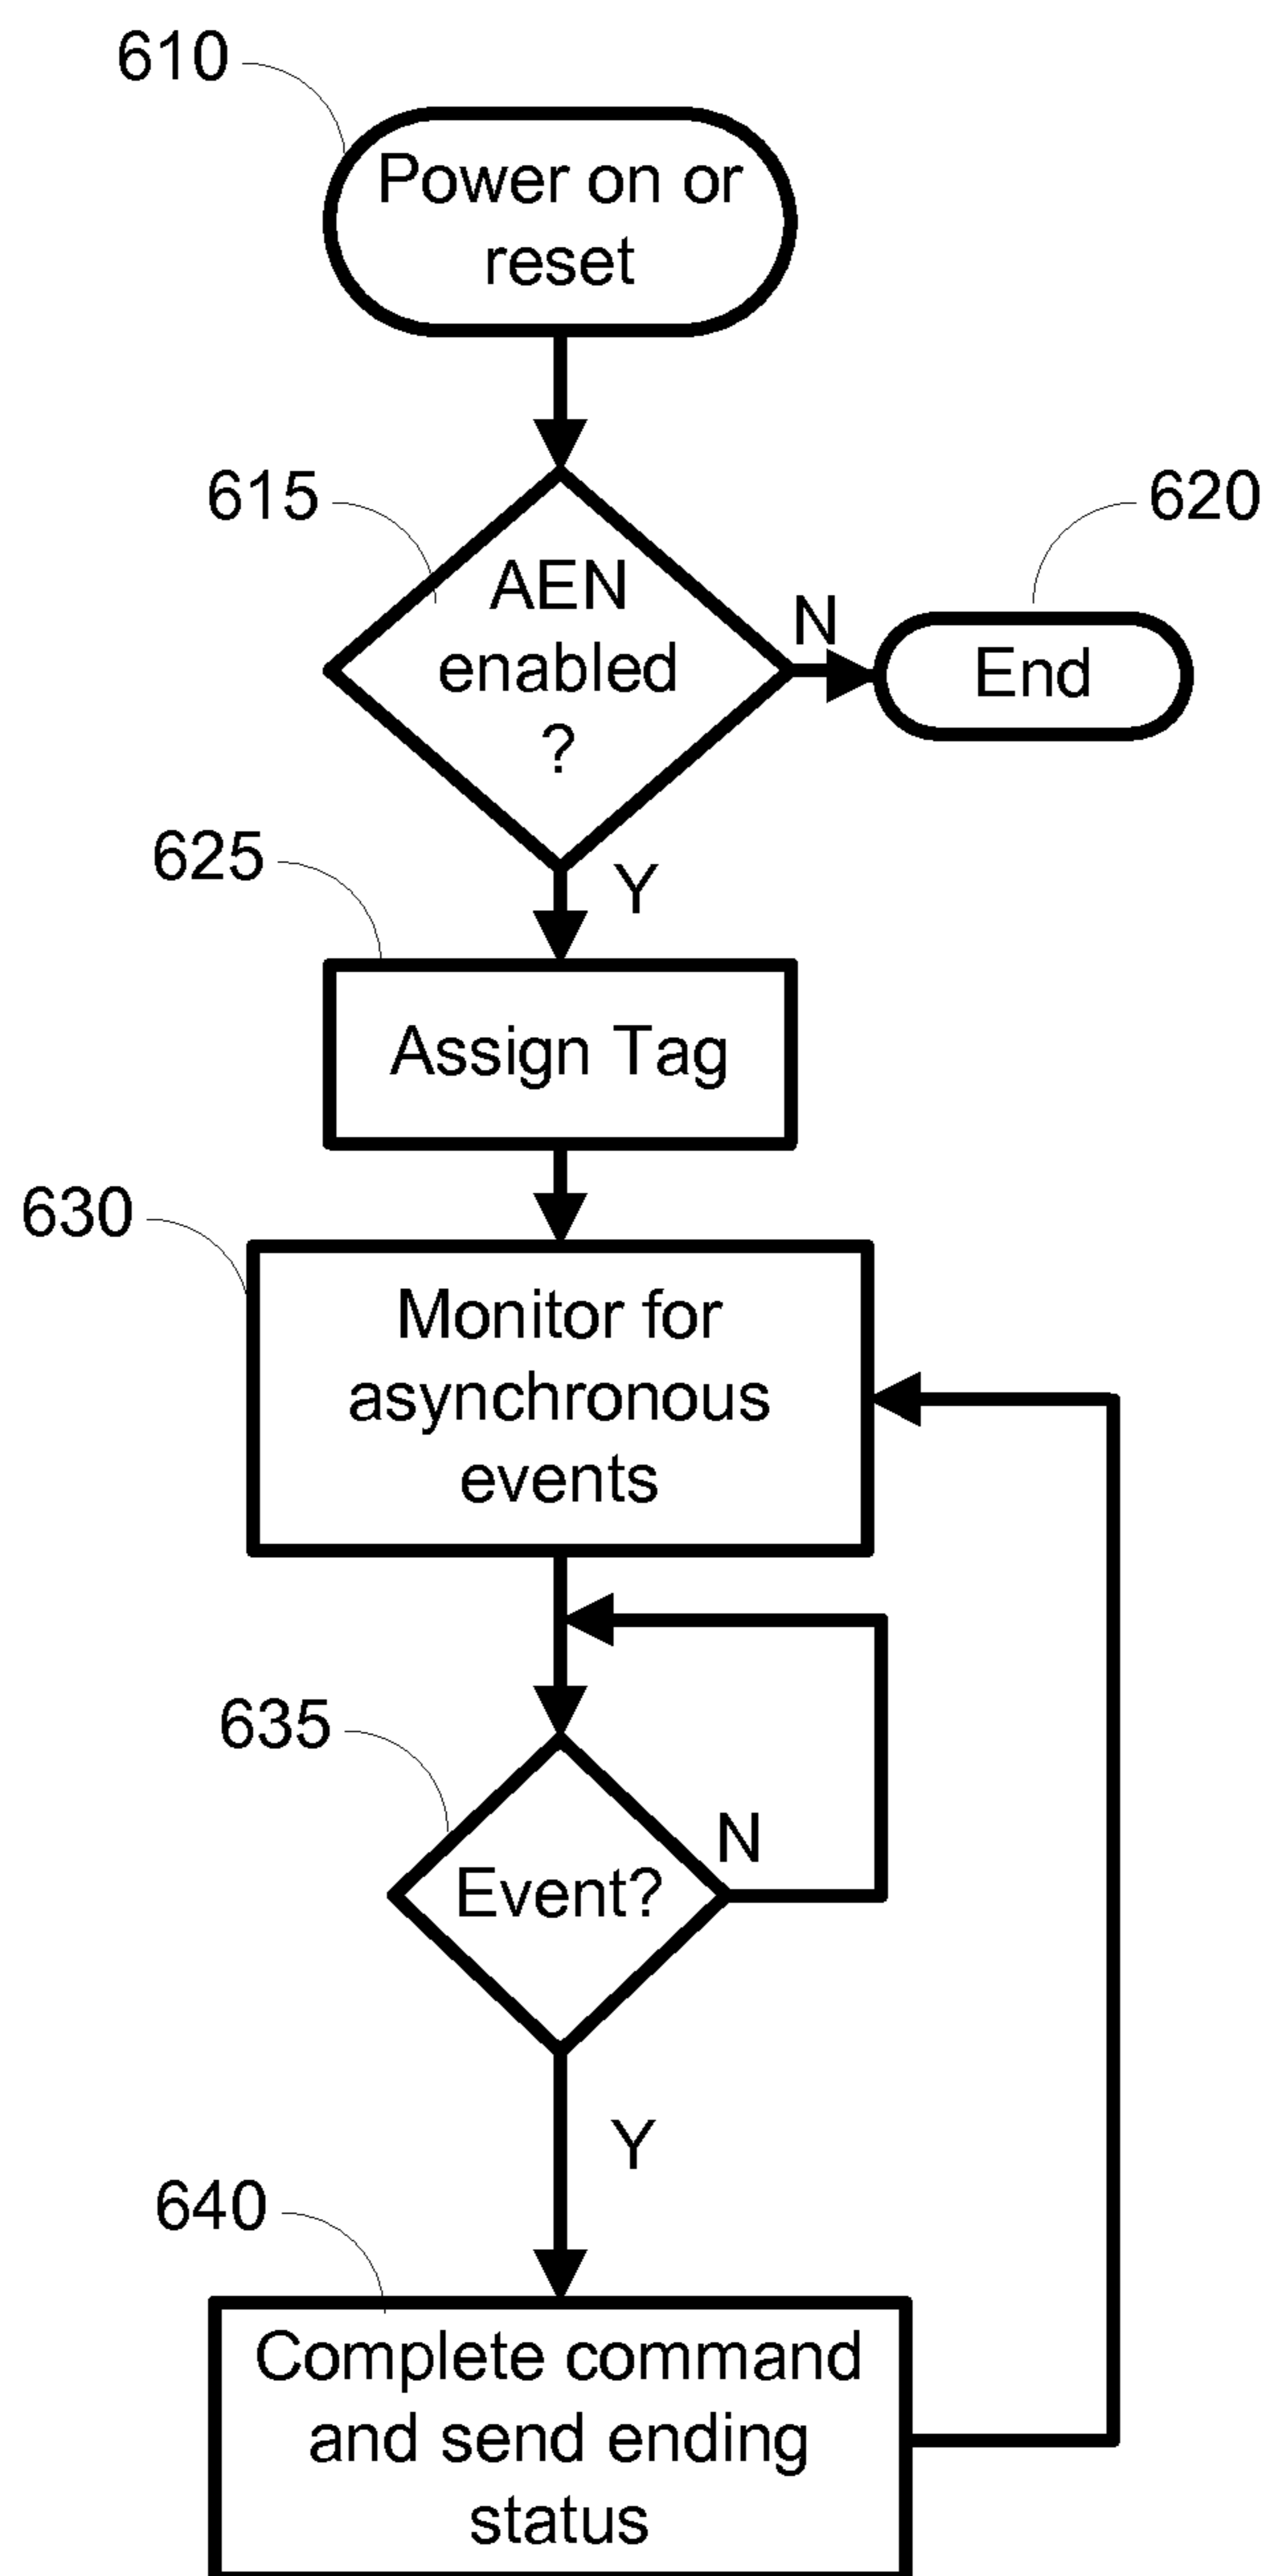 610
Power on or
reset
615
620
AEN
enabled
?
N
End
625
Y
Assign Tag
630
Monitor for
asynchronous
events
635
N
Event?
Y
640
Complete command
and send ending
status